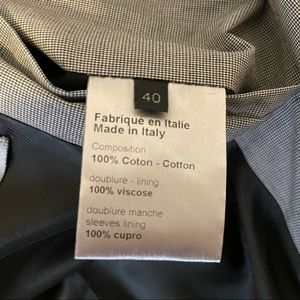 40
Fabrique en Italie
Made in Italy
Composition
100% Coton - Cotton
doublure - lining
100% viscose
doublure manche
sleeves lining
100% cupro